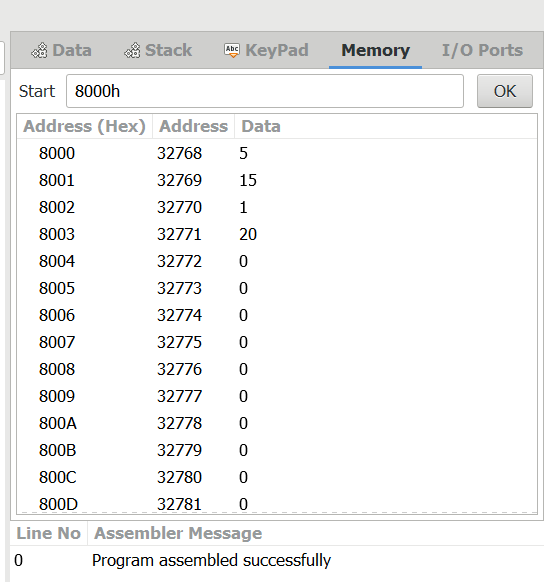 Data Stack Abc KeyPad Memory I/O Ports
Start 8000h OK
Address (Hex) Address Data
8000 32768 5
8001 32769 15
8002 32770 1
8003 32771 20
8004 32772 0
8005 32773 0
8006 32774 0
8007 32775 0
8008 32776 0
8009 32777 0
800A 32778 0
800B 32779 0
800C 32780 0
800D 32781 0
Line No Assembler Message
0 Program assembled successfully